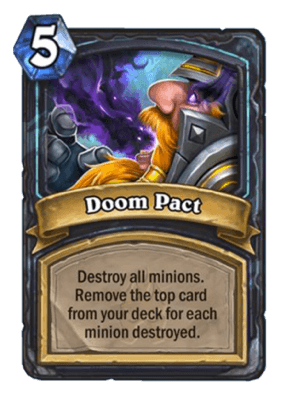 5
Doom Pact
Destroy all minions.
Remove the top card
from your deck for each
minion destroyed.